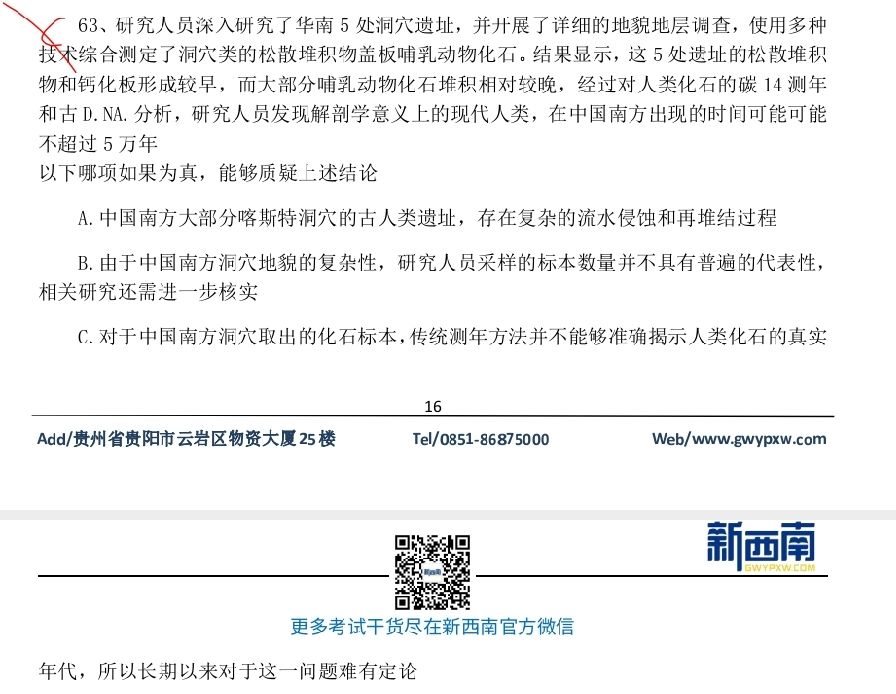 63、研究人员深入研究了华南 5 处洞穴遗址，并开展了详细的地貌地层调查，使用多种
技术综合测定了洞穴类的松散堆积物盖板哺乳动物化石。结果显示，这 5 处遗址的松散堆积
物和钙化板形成较早，而大部分哺乳动物化石堆积相对较晚，经过对人类化石的碳 14 测年
和古 D.NA.分析，研究人员发现解剖学意义上的现代人类，在中国南方出现的时间可能可能
不超过 5 万年
以下哪项如果为真，能够质疑上述结论
A.中国南方大部分喀斯特洞穴的古人类遗址，存在复杂的流水侵蚀和再堆结过程
B.由于中国南方洞穴地貌的复杂性，研究人员采样的标本数量并不具有普遍的代表性，
相关研究还需进一步核实
C.对于中国南方洞穴取出的化石标本，传统测年方法并不能够准确揭示人类化石的真实
16
Add/贵州省贵阳市云岩区物资大厦 25 楼 Tel/0851-86875000 Web/www.gwypxw.com
新西南
GWYPXW.COM
新西南
更多考试干货尽在新西南官方微信
年代，所以长期以来对于这一问题难有定论